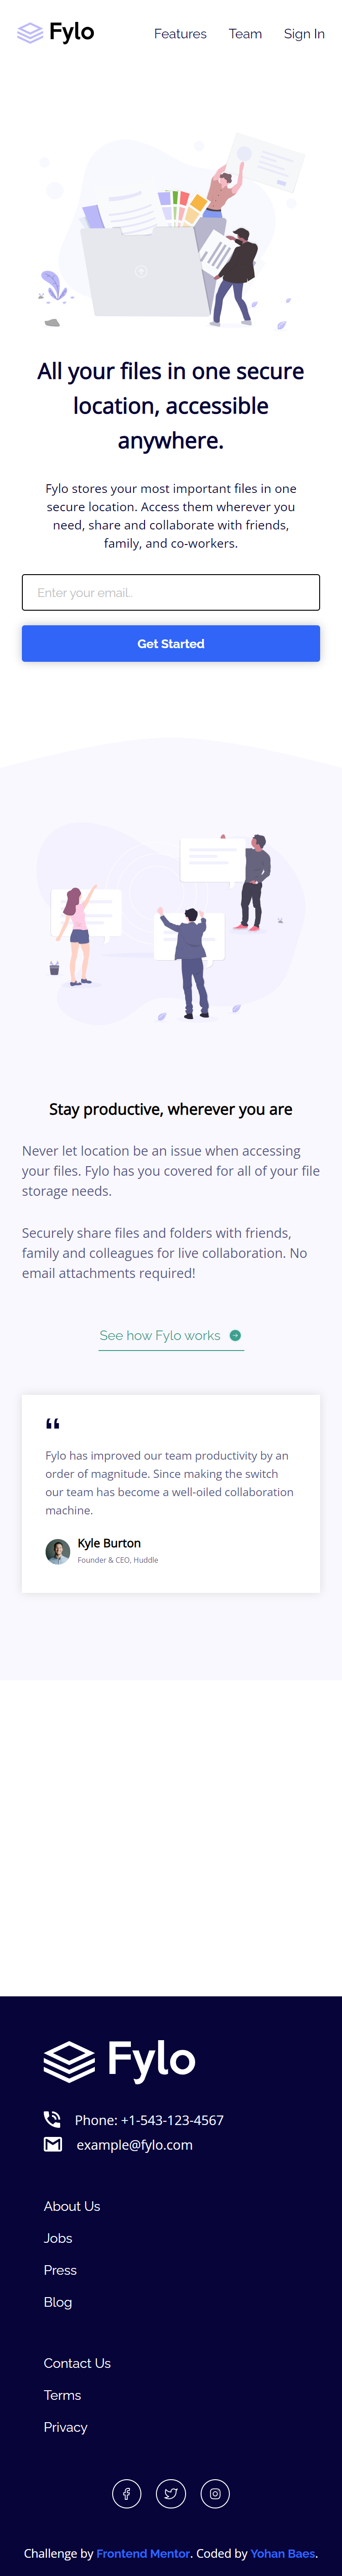 Fylo
Features Team Sign In
All your files in one secure
location, accessible
anywhere.
Fylo stores your most important files in one
secure location. Access them wherever you
need, share and collaborate with friends,
family, and co-workers.
Enter your email..
Get Started
Stay productive, wherever you are
Never let location be an issue when accessing
your files. Fylo has you covered for all of your file
storage needs.
Securely share files and folders with friends,
family and colleagues for live collaboration. No
email attachments required!
See how Fylo works
“
Fylo has improved our team productivity by an
order of magnitude. Since making the switch
our team has become a well-oiled collaboration
machine.
Kyle Burton
Founder & CEO, Huddle
Fylo
Phone: +1-543-123-4567
example@fylo.com
About Us
Jobs
Press
Blog
Contact Us
Terms
Privacy
Challenge by Frontend Mentor. Coded by Yohan Baes.